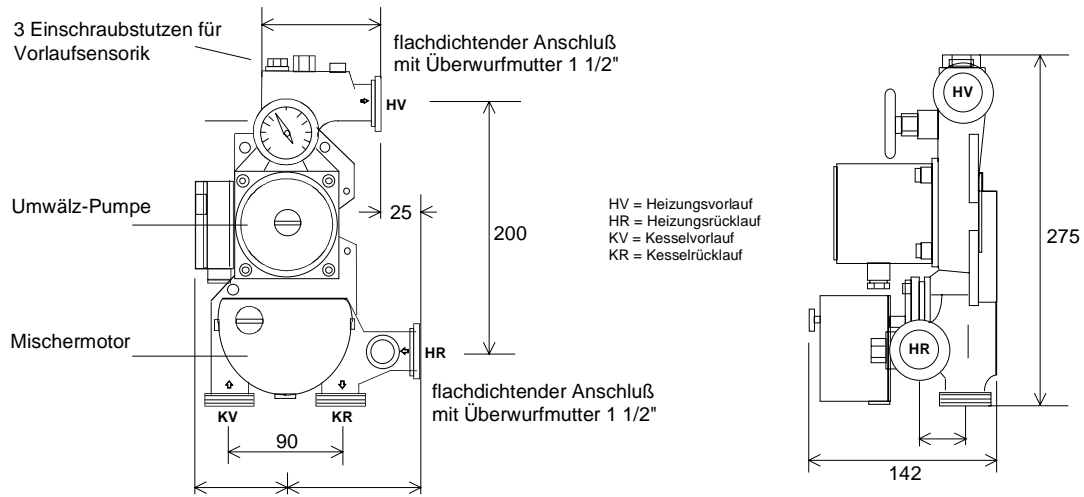 3 Einschraubstutzen für
Vorlaufsensorik
flachdichtender Anschluß
mit Überwurfmutter 1 1/2"
HV
Umwälz-Pumpe
25
200
HV = Heizungsvorlauf
HR = Heizungsrücklauf
KV = Kesselvorlauf
KR = Kesselrücklauf
Mischermotor
HR
flachdichtender Anschluß
mit Überwurfmutter 1 1/2"
KV
KR
90
HV
275
HR
142